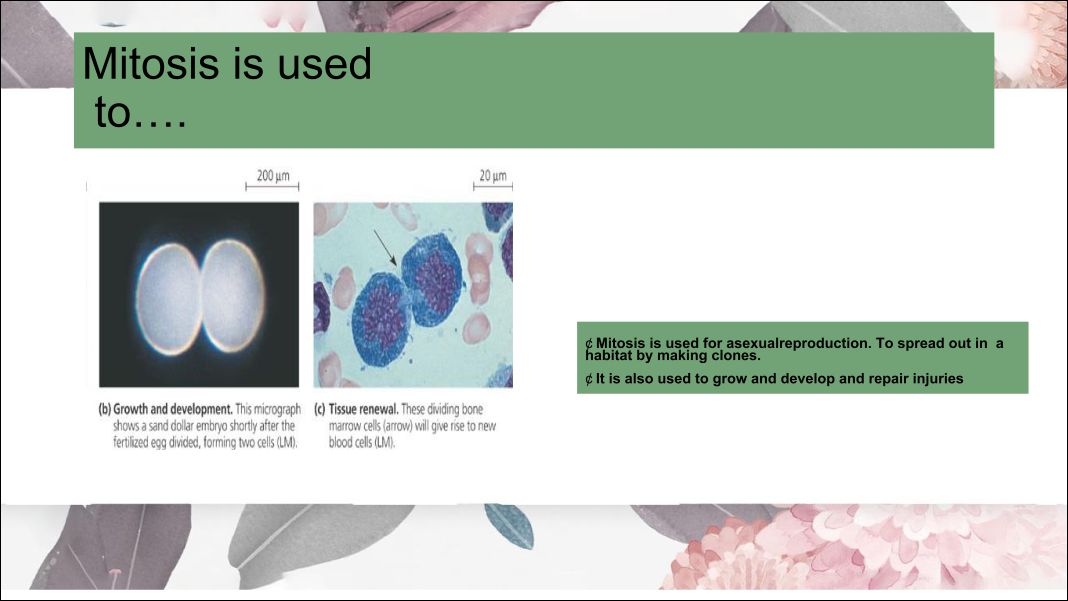 Mitosis is used
to….
200 µm
20 µm
(b) Growth and development. This micrograph
shows a sand dollar embryo shortly after the
fertilized egg divided, forming two cells (LM).
(c) Tissue renewal. These dividing bone
marrow cells (arrow) will give rise to new
blood cells (LM).
¢ Mitosis is used for asexualreproduction. To spread out in a
habitat by making clones.
¢ It is also used to grow and develop and repair injuries